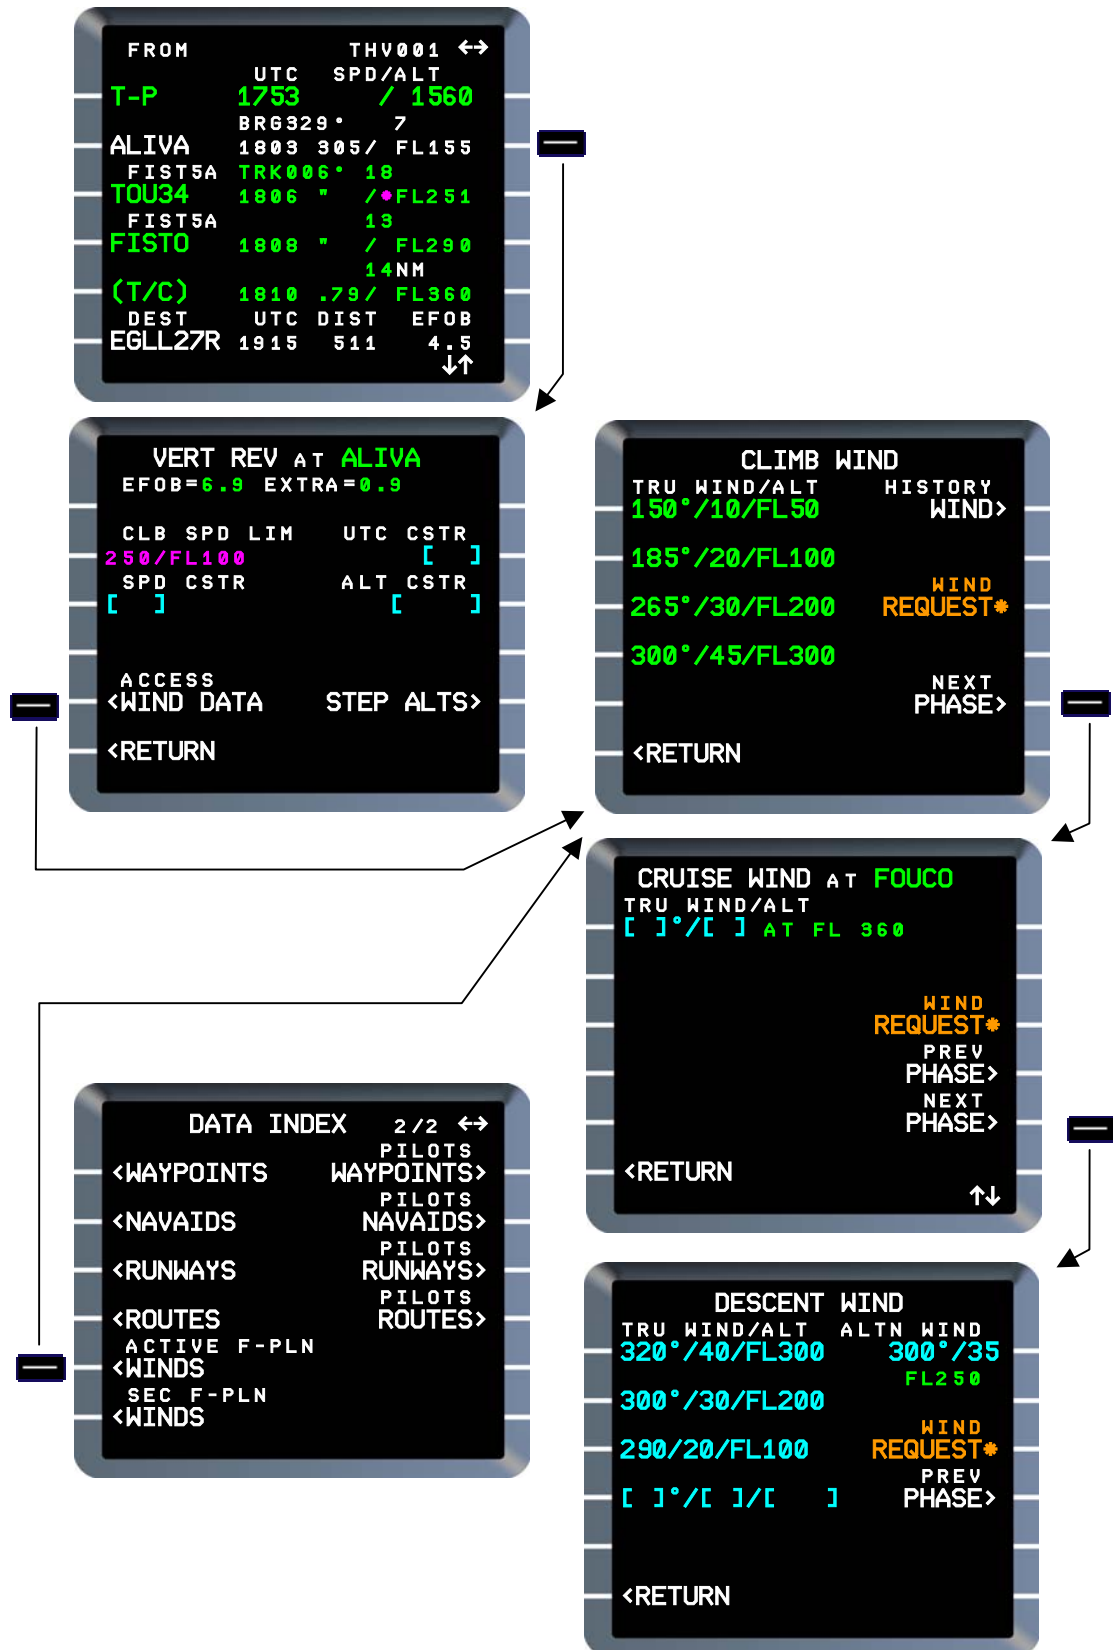 FROM THV001 ←→
UTC SPD/ALT
T-P 1753 / 1560
BRG329° 7
ALIVA 1803 305/ FL155
FIST5A TRK006° 18
TOU34 1806 " /*FL251
FIST5A 13
FISTO 1808 " / FL290
14NM
(T/C) 1810 .79/ FL360
DEST UTC DIST EFOB
EGLL27R 1915 511 4.5
↓↑
VERT REV AT ALIVA
EFOB=6.9 EXTRA=0.9
CLB SPD LIM UTC CSTR
250/FL100 [ ]
SPD CSTR ALT CSTR
[ ] [ ]
ACCESS
<WIND DATA STEP ALTS>
<RETURN
CLIMB WIND
TRU WIND/ALT HISTORY
150°/10/FL50 WIND>
185°/20/FL100
WIND
265°/30/FL200 REQUEST*
300°/45/FL300
NEXT
PHASE>
<RETURN
CRUISE WIND AT FOUCO
TRU WIND/ALT
[ ]°/[ ] AT FL 360
WIND
REQUEST*
PREV
PHASE>
NEXT
PHASE>
<RETURN
↑↓
DATA INDEX 2/2 ←→
PILOTS
<WAYPOINTS WAYPOINTS>
PILOTS
<NAVAIDS NAVAIDS>
PILOTS
<RUNWAYS RUNWAYS>
PILOTS
<ROUTES ROUTES>
ACTIVE F-PLN
<WINDS
SEC F-PLN
<WINDS
DESCENT WIND
TRU WIND/ALT ALTN WIND
320°/40/FL300 300°/35
FL250
300°/30/FL200
WIND
290/20/FL100 REQUEST*
PREV
[ ]°/[ ]/[ ] PHASE>
<RETURN